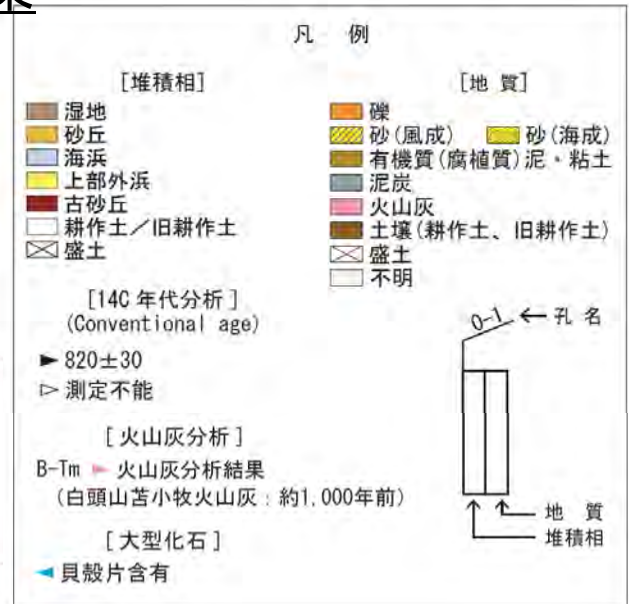 凡 例
[堆積相]
湿地
砂丘
海浜
上部外浜
古砂丘
耕作土／旧耕作土
盛土
[地 質]
礫
砂(風成) 砂(海成)
有機質(腐植質)泥・粘土
泥炭
火山灰
土壌(耕作土、旧耕作土)
盛土
不明
[14C 年代分析]
(Conventional age)
820±30
測定不能
[火山灰分析]
B-Tm 火山灰分析結果
(白頭山苫小牧火山灰：約1,000年前)
[大型化石]
貝殻片含有
0-1 ← 孔 名
地 質
堆積相